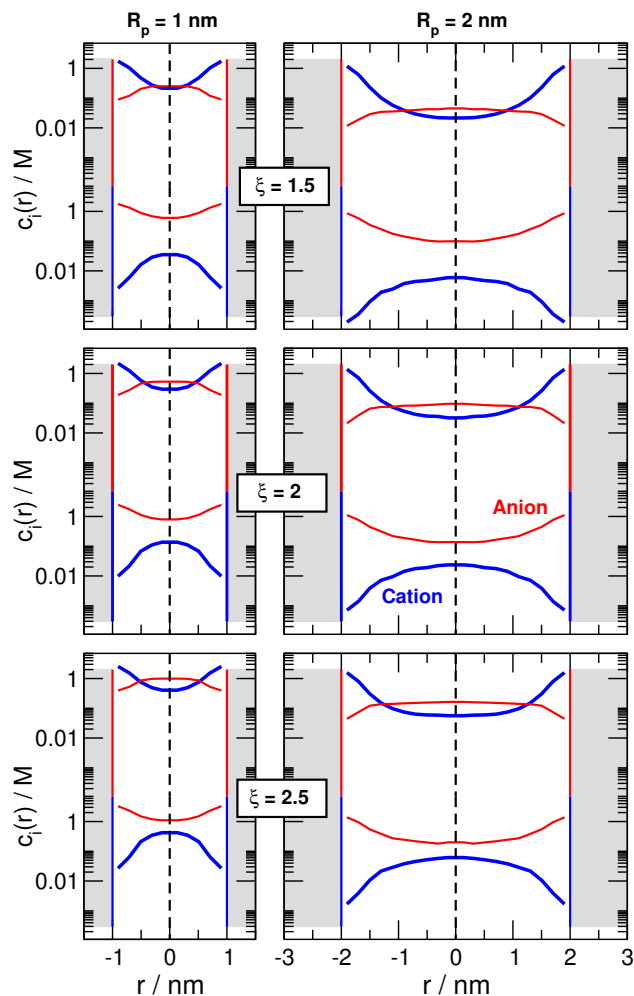 R_p = 1 nm
R_p = 2 nm
1
0.01
1
0.01
c_i(r) / M
ξ = 1.5
1
0.01
1
0.01
c_i(r) / M
ξ = 2
Anion
Cation
1
0.01
1
0.01
c_i(r) / M
ξ = 2.5
-1 0 1
-3 -2 -1 0 1 2 3
r / nm
r / nm